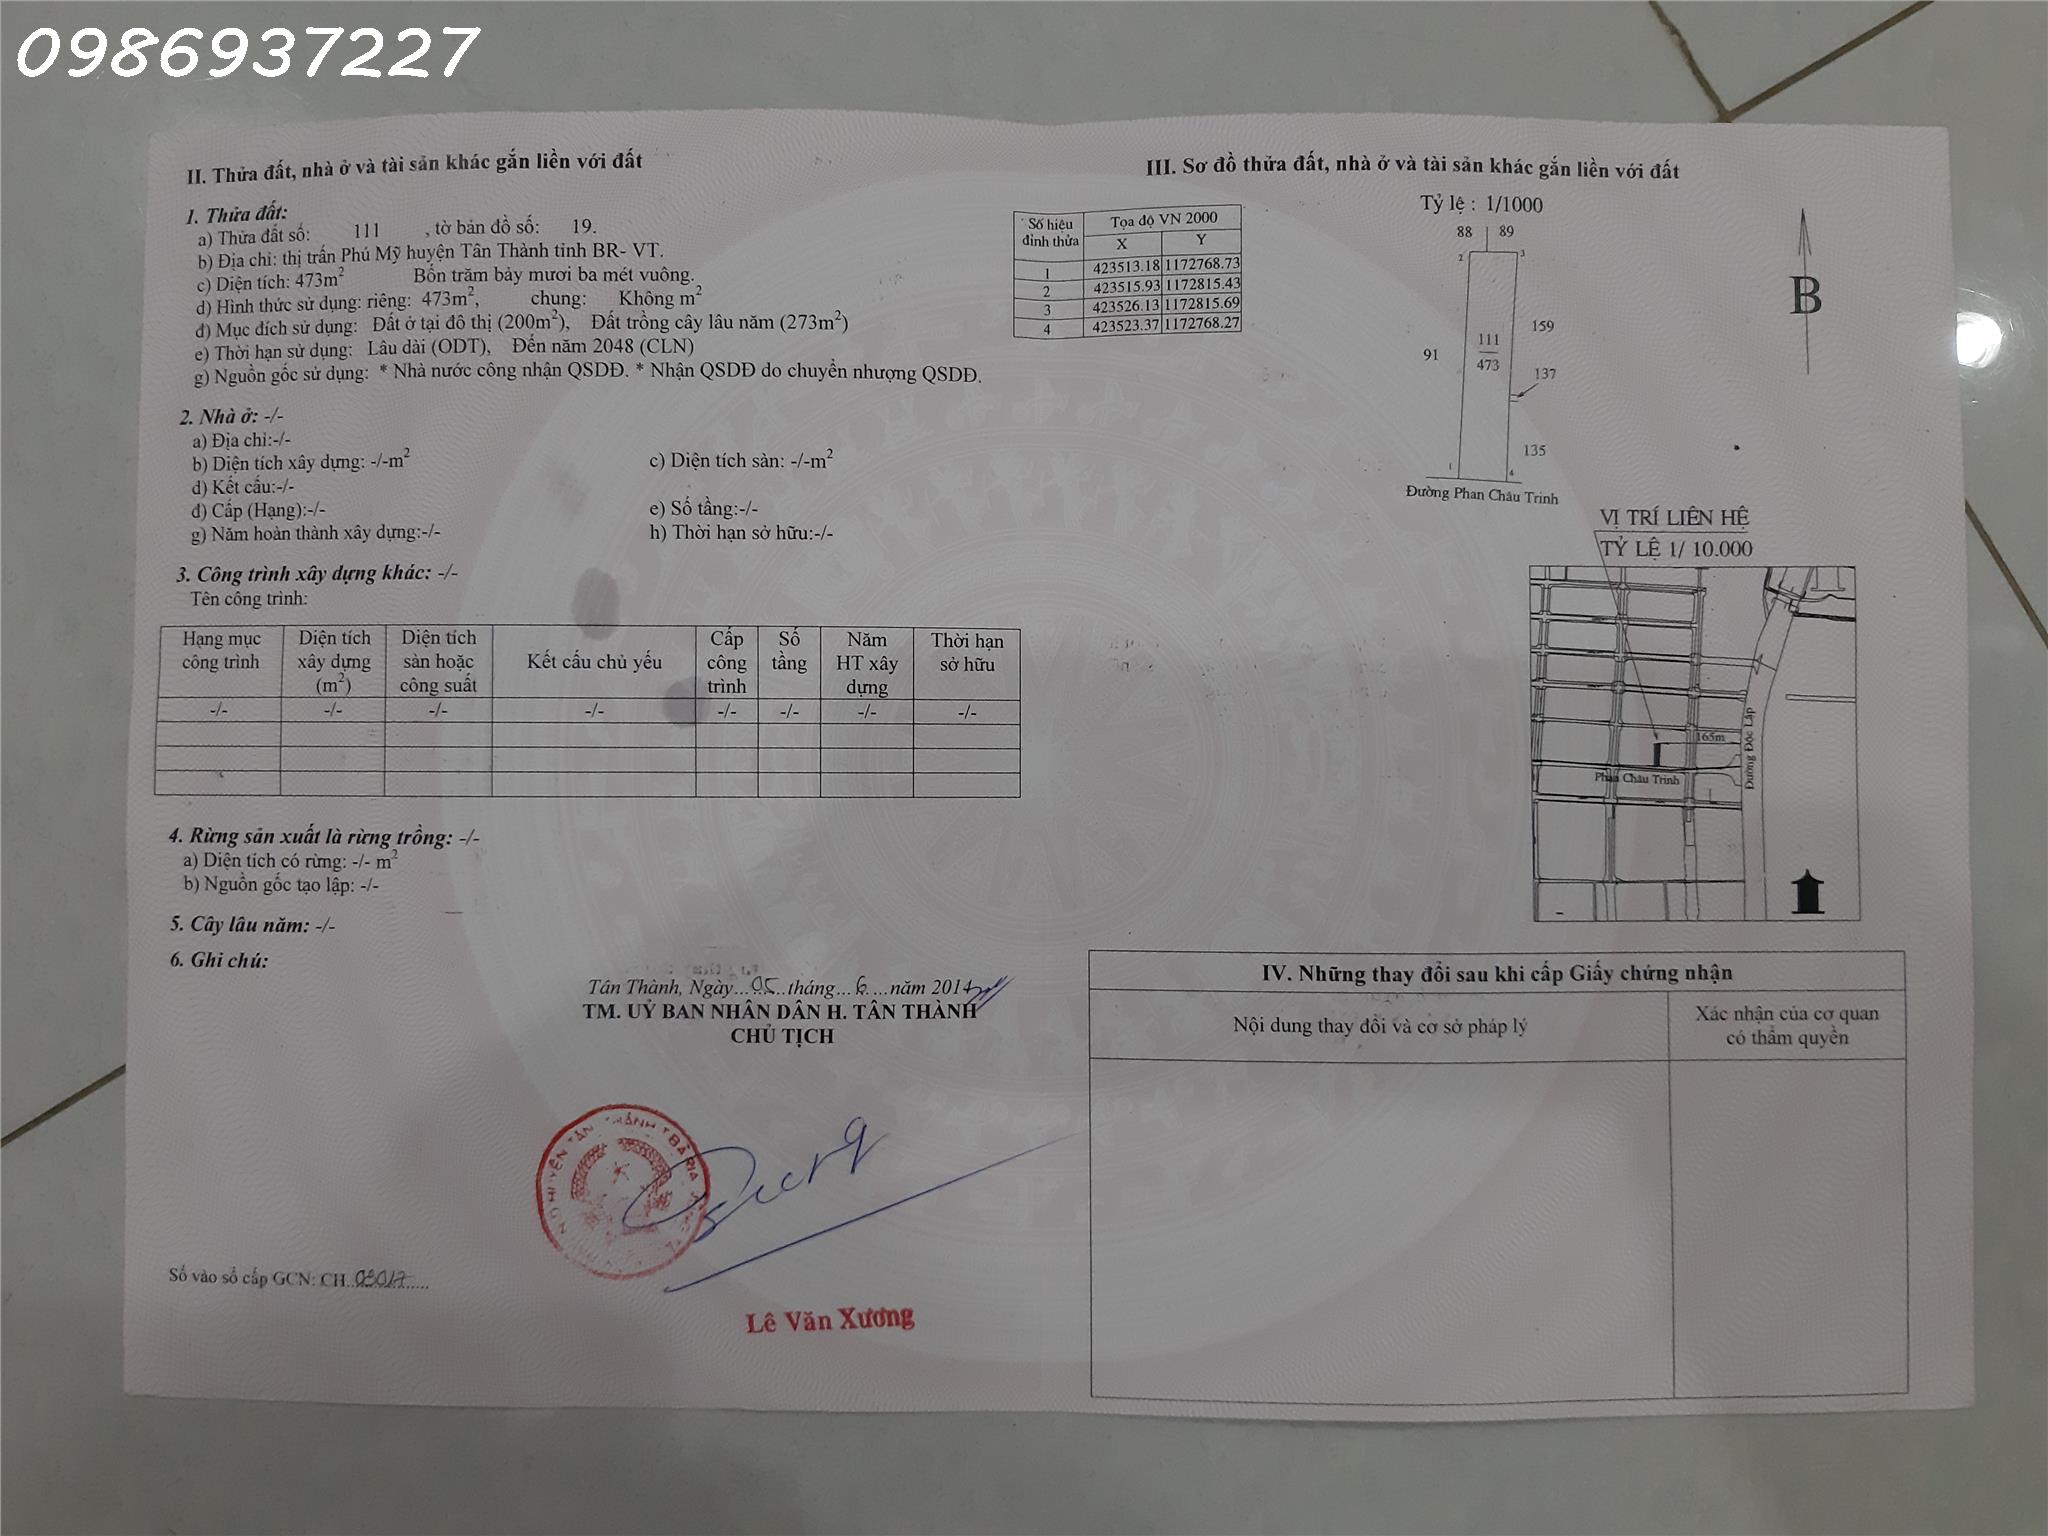 0986937227
II. Thửa đất, nhà ở và tài sản khác gắn liền với đất
1. Thửa đất:
a) Thửa đất số: 111 , tờ bản đồ số: 19.
b) Địa chỉ: thị trấn Phú Mỹ huyện Tân Thành tỉnh BR- VT.
c) Diện tích: 473m² Bốn trăm bảy mươi ba mét vuông.
d) Hình thức sử dụng: riêng: 473m², chung: Không m²
đ) Mục đích sử dụng: Đất ở tại đô thị (200m²), Đất trồng cây lâu năm (273m²)
e) Thời hạn sử dụng: Lâu dài (ODT), Đến năm 2048 (CLN)
g) Nguồn gốc sử dụng: * Nhà nước công nhận QSDĐ. * Nhận QSDĐ do chuyển nhượng QSDĐ.
2. Nhà ở: -/-
a) Địa chỉ:-/-
b) Diện tích xây dựng: -/-m² c) Diện tích sàn: -/-m²
d) Kết cấu:-/-
đ) Cấp (Hạng):-/- e) Số tầng:-/-
g) Năm hoàn thành xây dựng:-/- h) Thời hạn sở hữu:-/-
3. Công trình xây dựng khác: -/-
Tên công trình:
Hạng mục công trình Diện tích xây dựng (m²) Diện tích sàn hoặc công suất Kết cấu chủ yếu Cấp công trình Số tầng Năm HT xây dựng Thời hạn sở hữu
-/- -/- -/- -/- -/- -/- -/- -/-
4. Rừng sản xuất là rừng trồng: -/-
a) Diện tích có rừng: -/- m²
b) Nguồn gốc tạo lập: -/-
5. Cây lâu năm: -/-
6. Ghi chú:
Tân Thành, Ngày...05..tháng...6....năm 2014
TM. UỶ BAN NHÂN DÂN H. TÂN THÀNH
CHỦ TỊCH
Lê Văn Xương
Số vào sổ cấp GCN: CH..03017.....
III. Sơ đồ thửa đất, nhà ở và tài sản khác gắn liền với đất
Tỷ lệ : 1/1000
Số hiệu đỉnh thửa Tọa độ VN 2000
X Y
1 423513.18 1172768.73
2 423515.93 1172815.43
3 423526.13 1172815.69
4 423523.37 1172768.27
88 89
2 3
B
159
91
111
473
137
135
1 4
Đường Phan Châu Trinh
VỊ TRÍ LIÊN HỆ
TỶ LỆ 1/ 10.000
165m
Phan Châu Trinh
Đường Độc Lập
IV. Những thay đổi sau khi cấp Giấy chứng nhận
Nội dung thay đổi và cơ sở pháp lý
Xác nhận của cơ quan có thẩm quyền